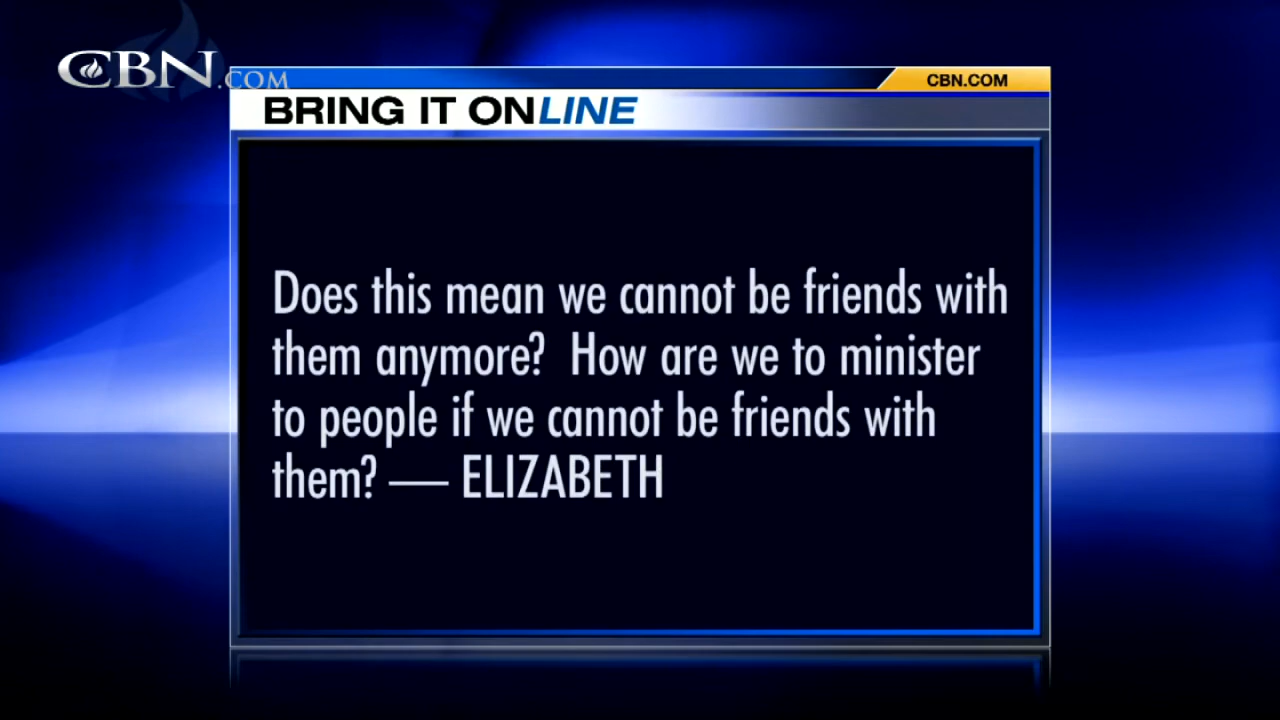 CBN.COM
CBN.COM
BRING IT ONLINE
Does this mean we cannot be friends with
them anymore?  How are we to minister
to people if we cannot be friends with
them? — ELIZABETH